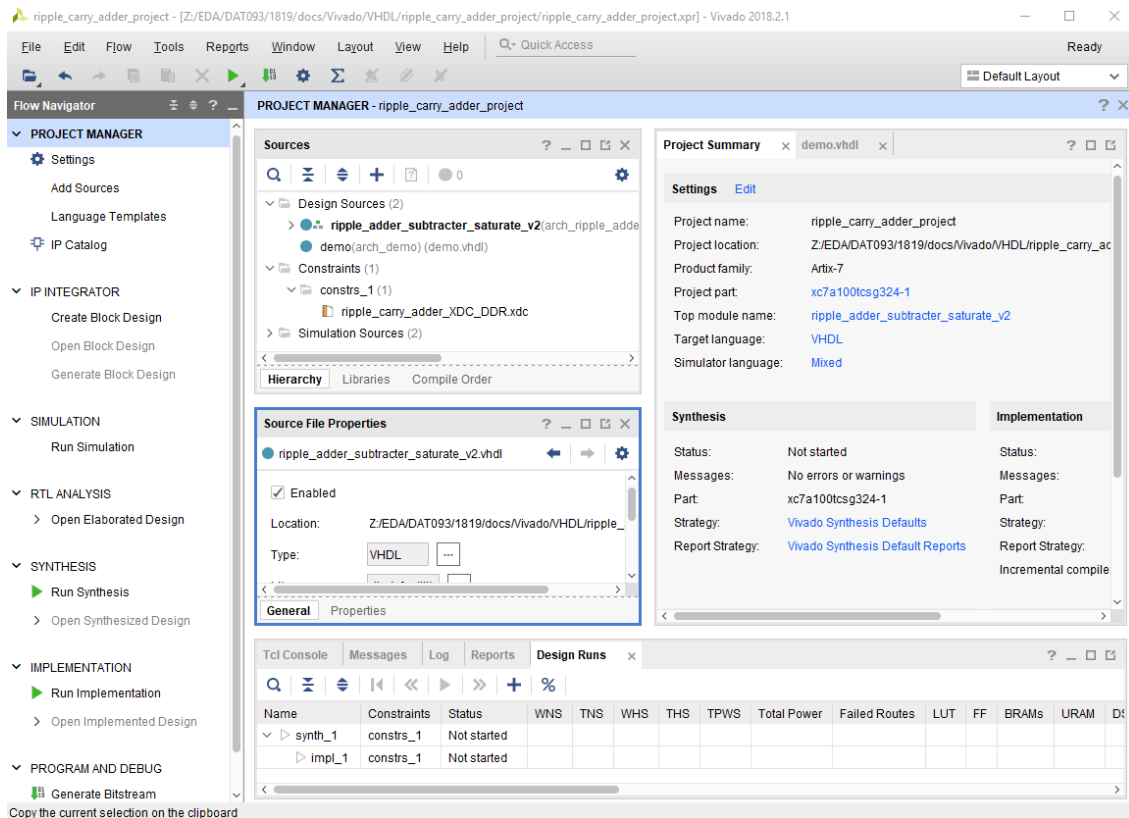 ripple_carry_adder_project - [Z:/EDA/DAT093/1819/docs/Vivado/VHDL/ripple_carry_adder_project/ripple_carry_adder_project.xpr] - Vivado 2018.2.1
File Edit Flow Tools Reports Window Layout View Help Quick Access Ready
Default Layout
Flow Navigator
PROJECT MANAGER
Settings
Add Sources
Language Templates
IP Catalog
IP INTEGRATOR
Create Block Design
Open Block Design
Generate Block Design
SIMULATION
Run Simulation
RTL ANALYSIS
Open Elaborated Design
SYNTHESIS
Run Synthesis
Open Synthesized Design
IMPLEMENTATION
Run Implementation
Open Implemented Design
PROGRAM AND DEBUG
Generate Bitstream
PROJECT MANAGER - ripple_carry_adder_project
Sources
0
Design Sources (2)
ripple_adder_subtracter_saturate_v2(arch_ripple_adde
demo(arch_demo) (demo.vhdl)
Constraints (1)
constrs_1 (1)
ripple_carry_adder_XDC_DDR.xdc
Simulation Sources (2)
Hierarchy Libraries Compile Order
Source File Properties
ripple_adder_subtracter_saturate_v2.vhdl
Enabled
Location: Z:/EDA/DAT093/1819/docs/Vivado/VHDL/ripple_
Type: VHDL
General Properties
Project Summary demo.vhdl
Settings Edit
Project name: ripple_carry_adder_project
Project location: Z:/EDA/DAT093/1819/docs/Vivado/VHDL/ripple_carry_ac
Product family: Artix-7
Project part: xc7a100tcsg324-1
Top module name: ripple_adder_subtracter_saturate_v2
Target language: VHDL
Simulator language: Mixed
Synthesis
Status: Not started
Messages: No errors or warnings
Part: xc7a100tcsg324-1
Strategy: Vivado Synthesis Defaults
Report Strategy: Vivado Synthesis Default Reports
Implementation
Status:
Messages:
Part:
Strategy:
Report Strategy:
Incremental compile
Tcl Console Messages Log Reports Design Runs
Name Constraints Status WNS TNS WHS THS TPWS Total Power Failed Routes LUT FF BRAMs URAM DS
synth_1 constrs_1 Not started
impl_1 constrs_1 Not started
Copy the current selection on the clipboard